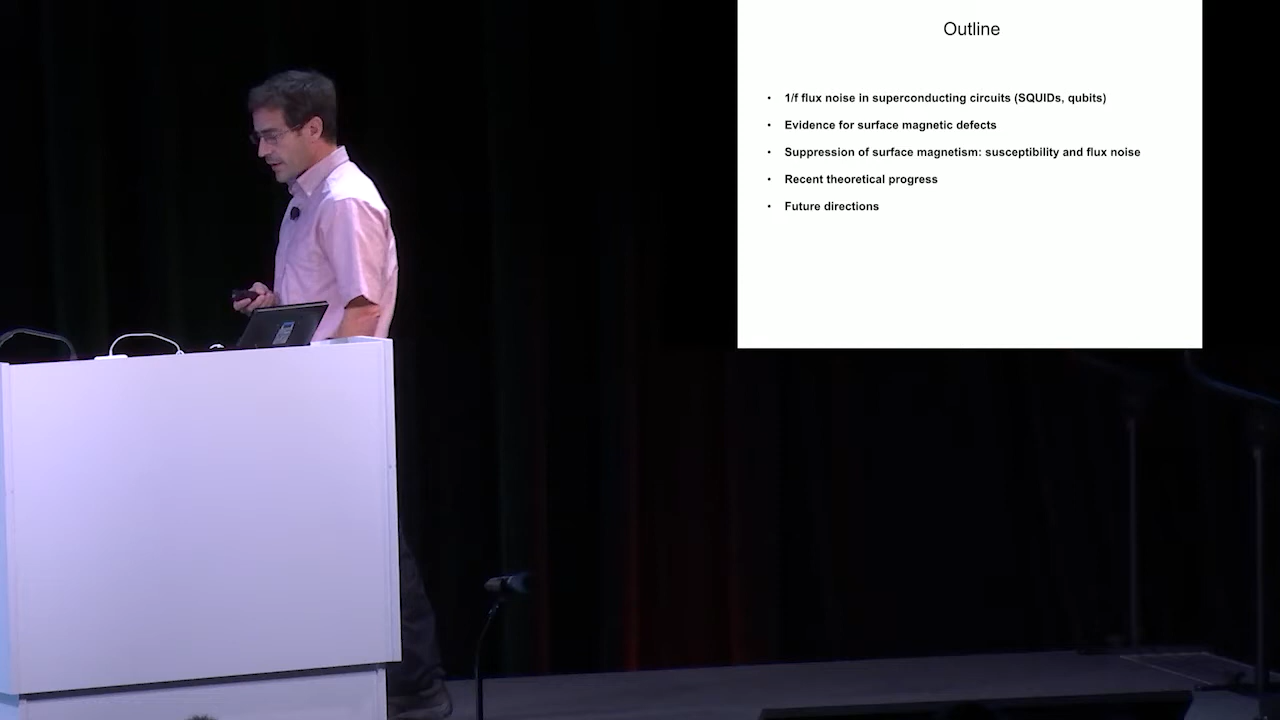 Outline
• 1/f flux noise in superconducting circuits (SQUIDs, qubits)
• Evidence for surface magnetic defects
• Suppression of surface magnetism: susceptibility and flux noise
• Recent theoretical progress
• Future directions